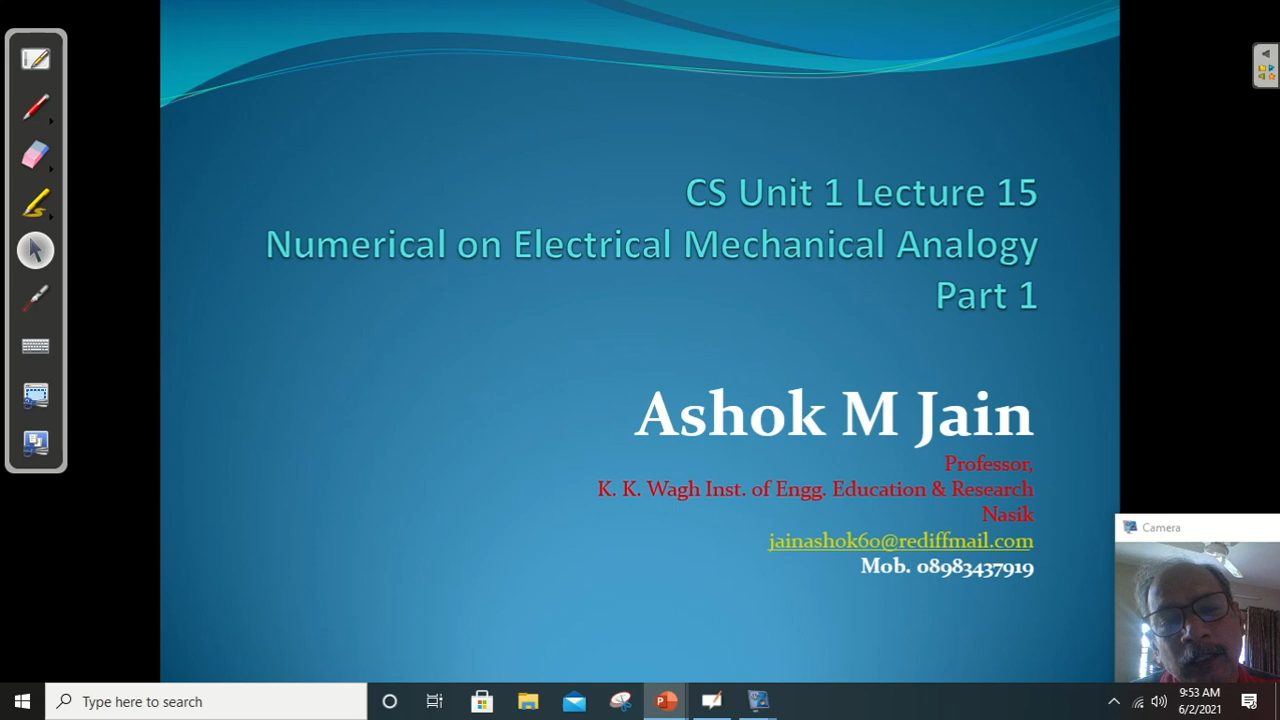 CS Unit 1 Lecture 15
Numerical on Electrical Mechanical Analogy
Part 1
Ashok M Jain
Professor,
K. K. Wagh Inst. of Engg. Education & Research
Nasik
jainashok60@rediffmail.com
Mob. 08983437919
Camera
Type here to search
9:53 AM
6/2/2021